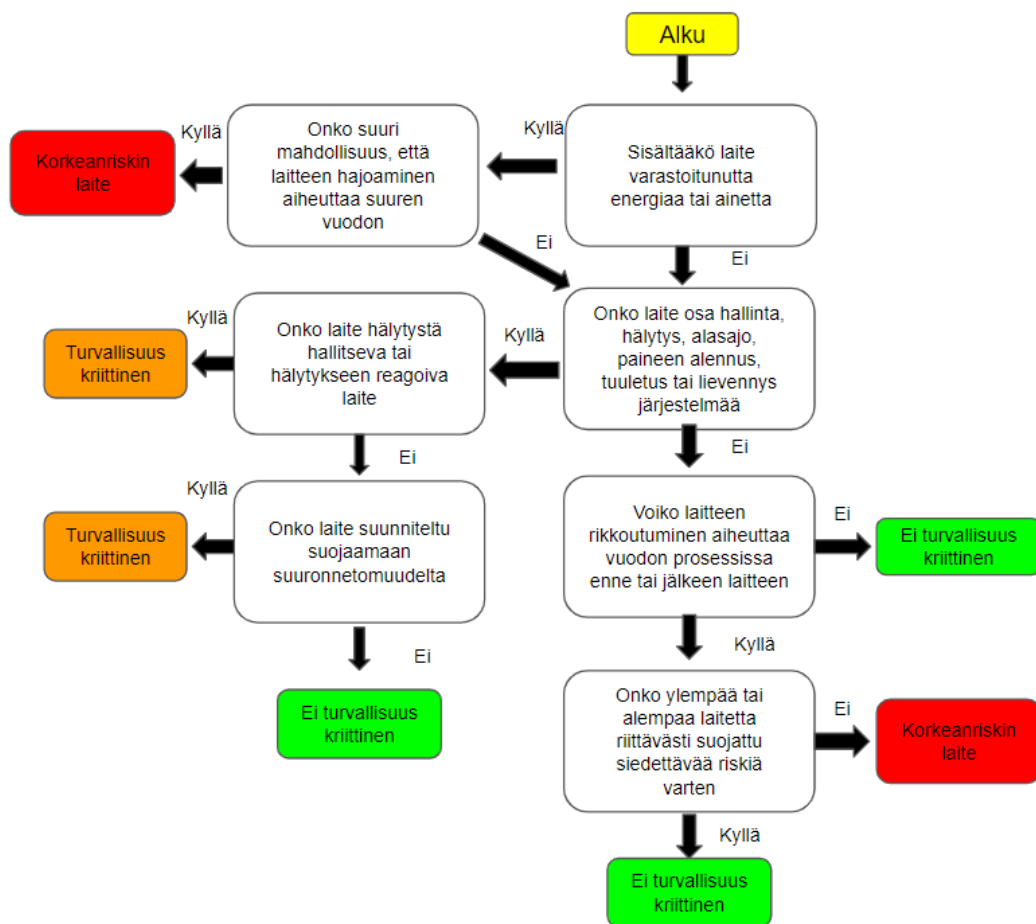 Alku
Kyllä
Onko suuri
mahdollisuus, että
laitteen hajoaminen
aiheuttaa suuren
vuodon
Kyllä
Sisältääkö laite
varastoitunutta
energiaa tai ainetta
Korkeanriskin
laite
Ei
Ei
Kyllä
Onko laite hälytystä
hallitseva tai
hälytykseen reagoiva
laite
Kyllä
Onko laite osa hallinta,
hälytys, alasajo,
paineen alennus,
tuuletus tai lievennys
järjestelmää
Turvallisuus
kriittinen
Ei
Ei
Kyllä
Turvallisuus
kriittinen
Onko laite suunniteltu
suojaamaan
suuronnetomuudelta
Voiko laitteen
rikkoutuminen aiheuttaa
vuodon prosessissa
enne tai jälkeen laitteen
Ei
Ei turvallisuus
kriittinen
Ei
Kyllä
Ei turvallisuus
kriittinen
Onko ylempää tai
alempaa laitetta
riittävästi suojattu
siedettävää riskiä
varten
Ei
Korkeanriskin
laite
Kyllä
Ei turvallisuus
kriittinen